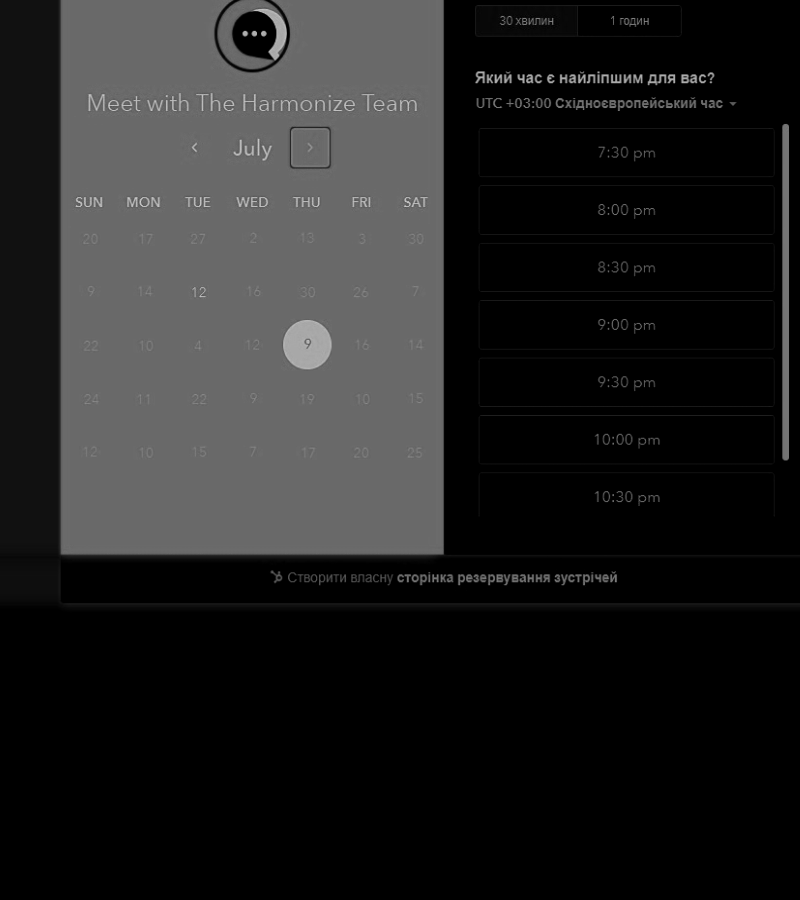 30 хвилин 1 годин
Meet with The Harmonize Team
July
SUN MON TUE WED THU FRI SAT
20 17 27 2 13 3 30
9 14 12 16 30 26 7
22 10 4 12 9 16 14
24 11 22 9 19 10 15
12 10 15 7 17 20 25
Який час є найліпшим для вас?
UTC +03:00 Східноєвропейський час
7:30 pm
8:00 pm
8:30 pm
9:00 pm
9:30 pm
10:00 pm
10:30 pm
Створити власну сторінка резервування зустрічей